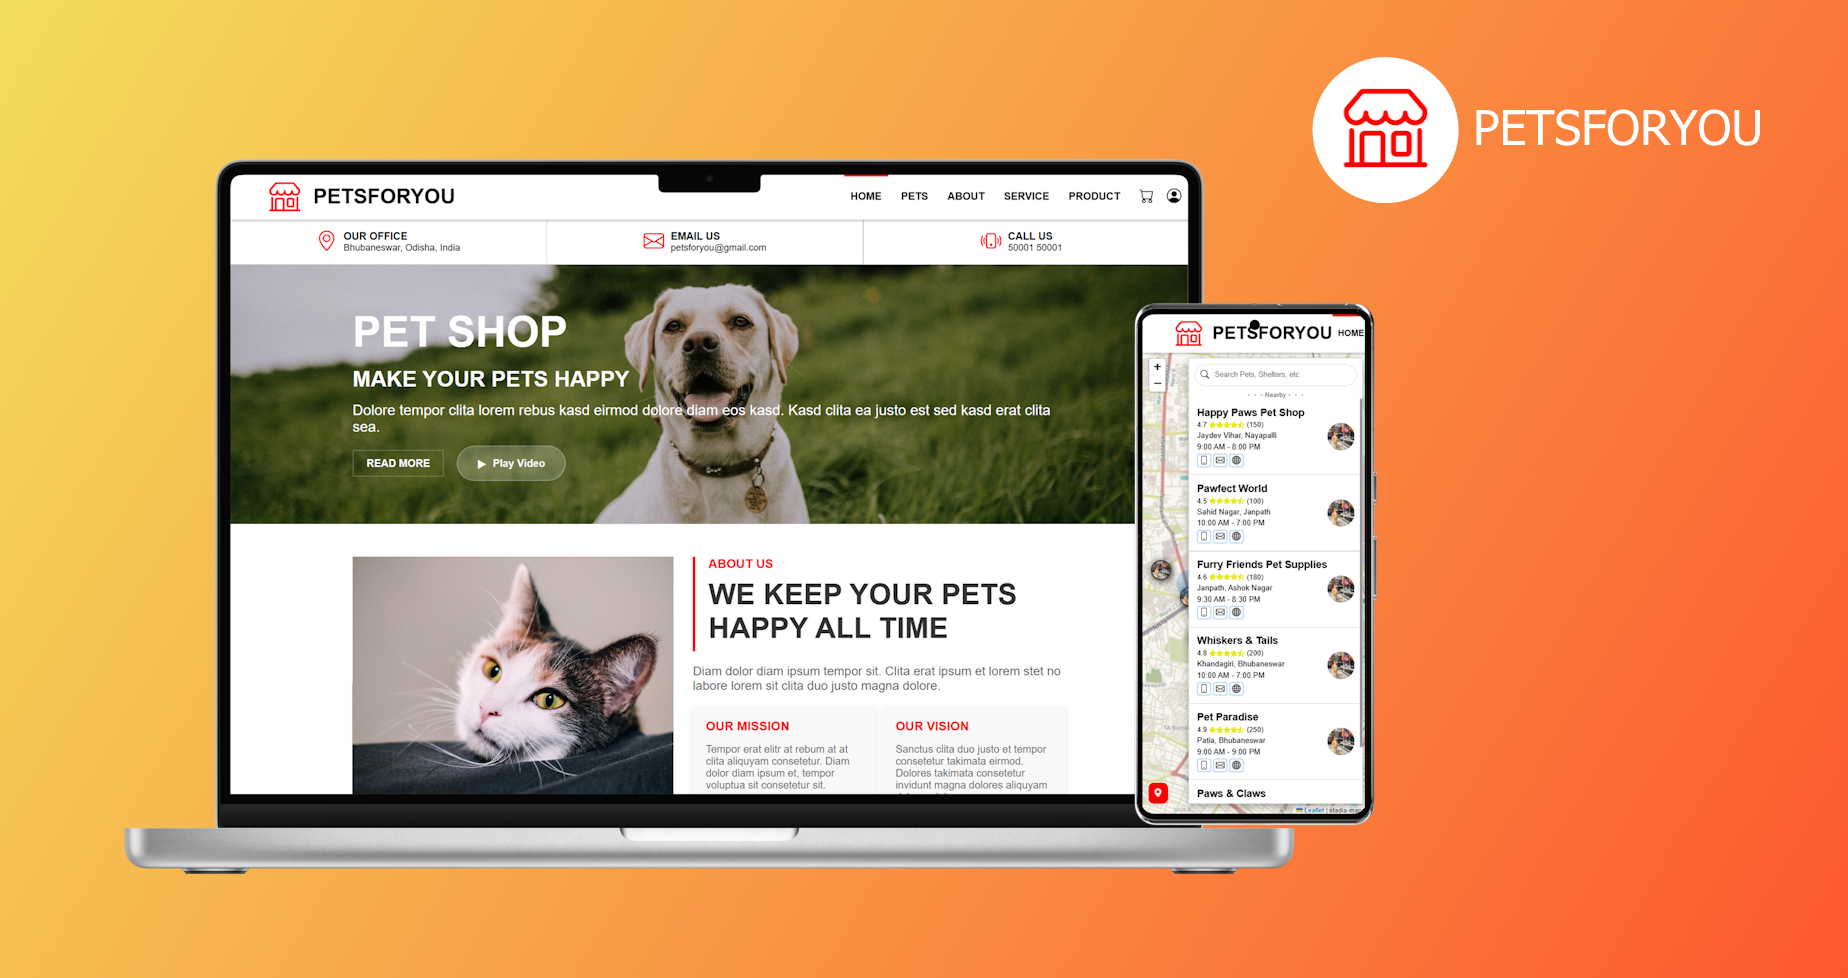 PETSFORYOU
PETSFORYOU
HOME PETS ABOUT SERVICE PRODUCT
OUR OFFICE
Bhubaneswar, Odisha, India
EMAIL US
petsforyou@gmail.com
CALL US
50001 50001
PET SHOP
MAKE YOUR PETS HAPPY
Dolore tempor clita lorem rebus kasd eirmod dolore diam eos kasd. Kasd clita ea justo est sed kasd erat clita
sea.
READ MORE
Play Video
ABOUT US
WE KEEP YOUR PETS
HAPPY ALL TIME
Diam dolor diam ipsum tempor sit. Clita erat ipsum et lorem stet no
labore lorem sit clita duo justo magna dolore.
OUR MISSION
Tempor erat elitr at rebum at at
clita aliquyam consetetur. Diam
dolor diam ipsum et, tempor
voluptua sit consetetur sit.
OUR VISION
Sanctus clita duo justo et tempor
consetetur takimata eirmod.
Dolores takimata consetetur
invidunt magna dolores aliquyam
PETSFORYOU HOME
+
−
Search Pets, Shelters, etc
- - - Nearby - - -
Happy Paws Pet Shop
4.7 (150)
Jaydev Vihar, Nayapalli
9:00 AM - 8:00 PM
Pawfect World
4.5 (100)
Sahid Nagar, Janpath
10:00 AM - 7:00 PM
Furry Friends Pet Supplies
4.6 (180)
Janpath, Ashok Nagar
9:30 AM - 8:30 PM
Whiskers & Tails
4.8 (200)
Khandagiri, Bhubaneswar
10:00 AM - 7:00 PM
Pet Paradise
4.9 (250)
Patia, Bhubaneswar
9:00 AM - 9:00 PM
Paws & Claws
Leaflet | stadia-map